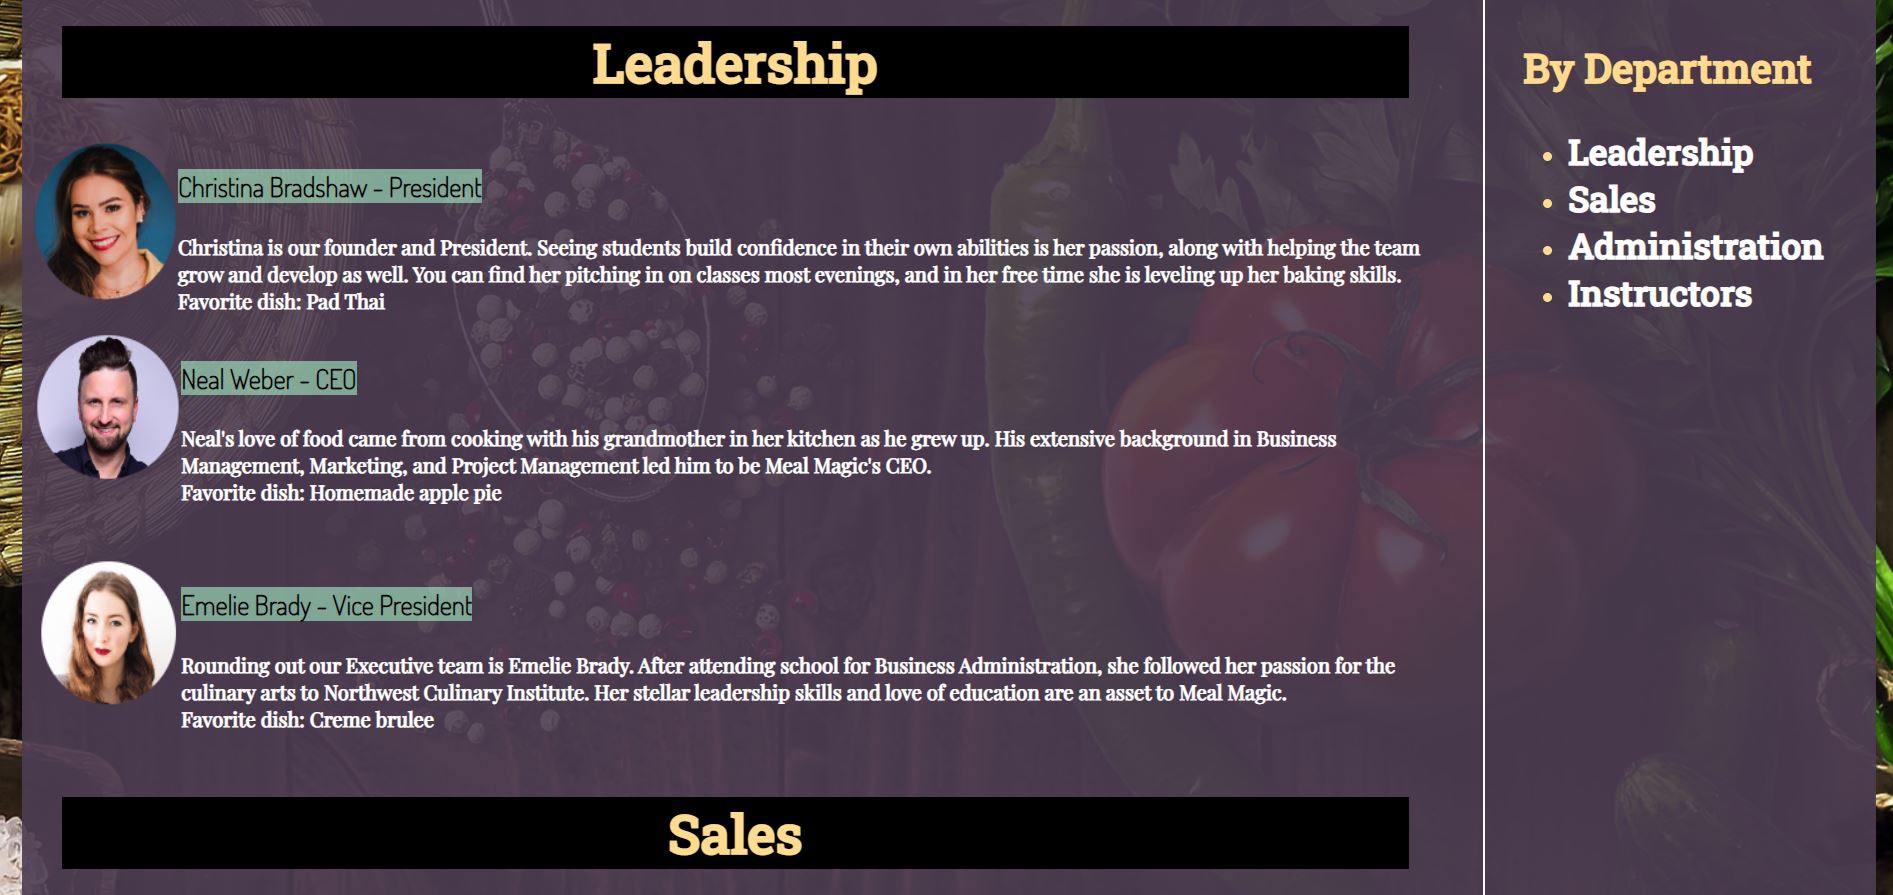 Leadership
Christina Bradshaw - President
Christina is our founder and President. Seeing students build confidence in their own abilities is her passion, along with helping the team
grow and develop as well. You can find her pitching in on classes most evenings, and in her free time she is leveling up her baking skills.
Favorite dish: Pad Thai
Neal Weber - CEO
Neal's love of food came from cooking with his grandmother in her kitchen as he grew up. His extensive background in Business
Management, Marketing, and Project Management led him to be Meal Magic's CEO.
Favorite dish: Homemade apple pie
Emelie Brady - Vice President
Rounding out our Executive team is Emelie Brady. After attending school for Business Administration, she followed her passion for the
culinary arts to Northwest Culinary Institute. Her stellar leadership skills and love of education are an asset to Meal Magic.
Favorite dish: Creme brulee
Sales
By Department
Leadership
Sales
Administration
Instructors